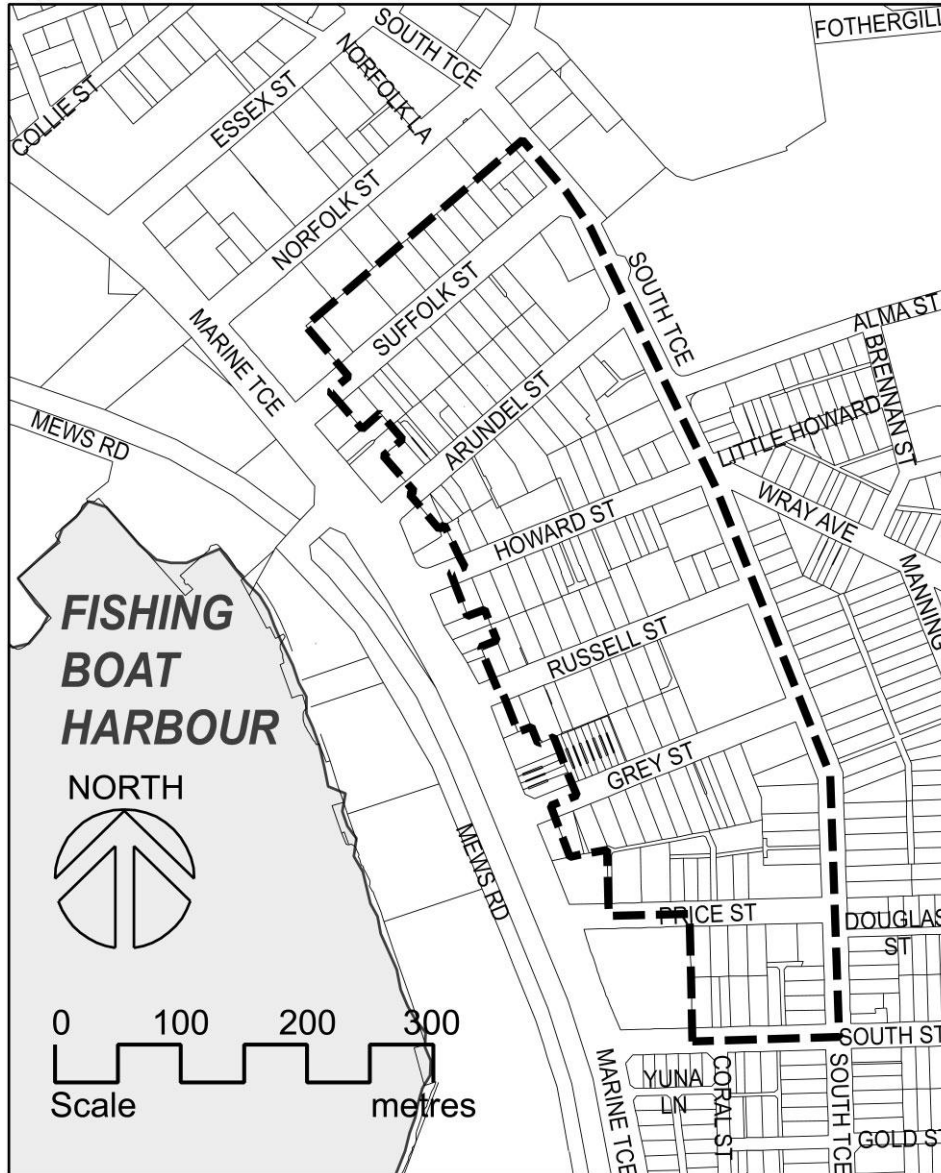 FOTHERGILL
SOUTH TCE
NORFOLK LA
COLLIE ST
ESSEX ST
NORFOLK ST
SUFFOLK ST
SOUTH TCE
ALMA ST
BRENNAN ST
MARINE TCE
ARUNDEL ST
LITTLE HOWARD
MEWS RD
WRAY AVE
HOWARD ST
MANNING
FISHING
BOAT
HARBOUR
RUSSELL ST
GREY ST
NORTH
MEWS RD
PRICE ST
DOUGLAS
ST
0 100 200 300
Scale metres
SOUTH ST
MARINE TCE
YUNA
LN
CORAL ST
SOUTH TCE
GOLD ST